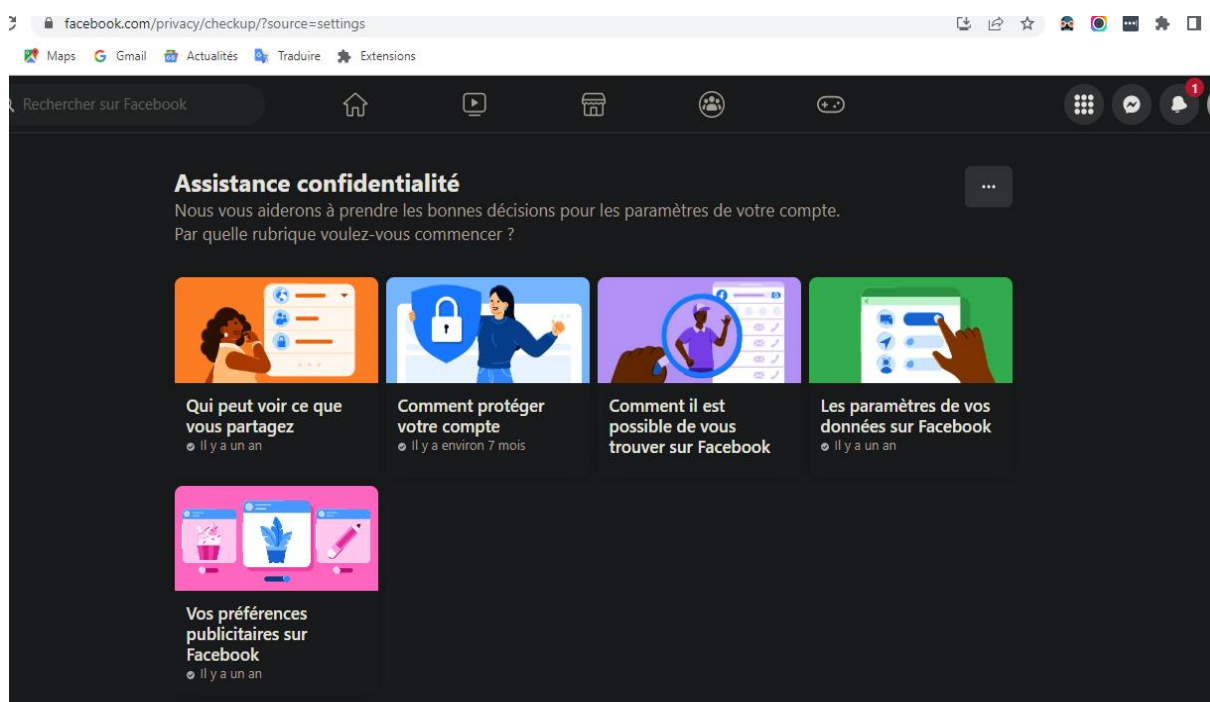 facebook.com/privacy/checkup/?source=settings
Maps Gmail Actualités Traduire Extensions
Rechercher sur Facebook
1
Assistance confidentialité
Nous vous aiderons à prendre les bonnes décisions pour les paramètres de votre compte.
Par quelle rubrique voulez-vous commencer ?
Qui peut voir ce que
vous partagez
Il y a un an
Comment protéger
votre compte
Il y a environ 7 mois
Comment il est
possible de vous
trouver sur Facebook
Les paramètres de vos
données sur Facebook
Il y a un an
Vos préférences
publicitaires sur
Facebook
Il y a un an